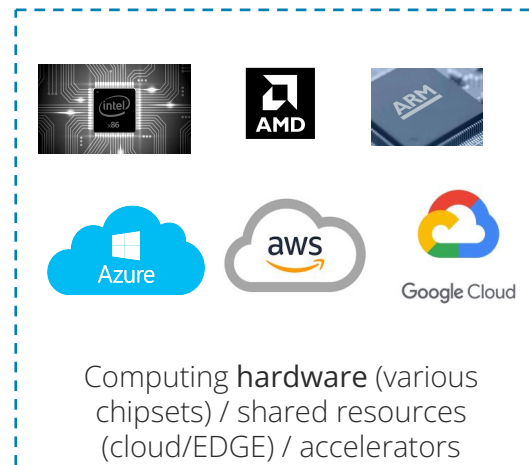 intel
x86
AMD
ARM
Azure
aws
Google Cloud
Computing hardware (various
chipsets) / shared resources
(cloud/EDGE) / accelerators